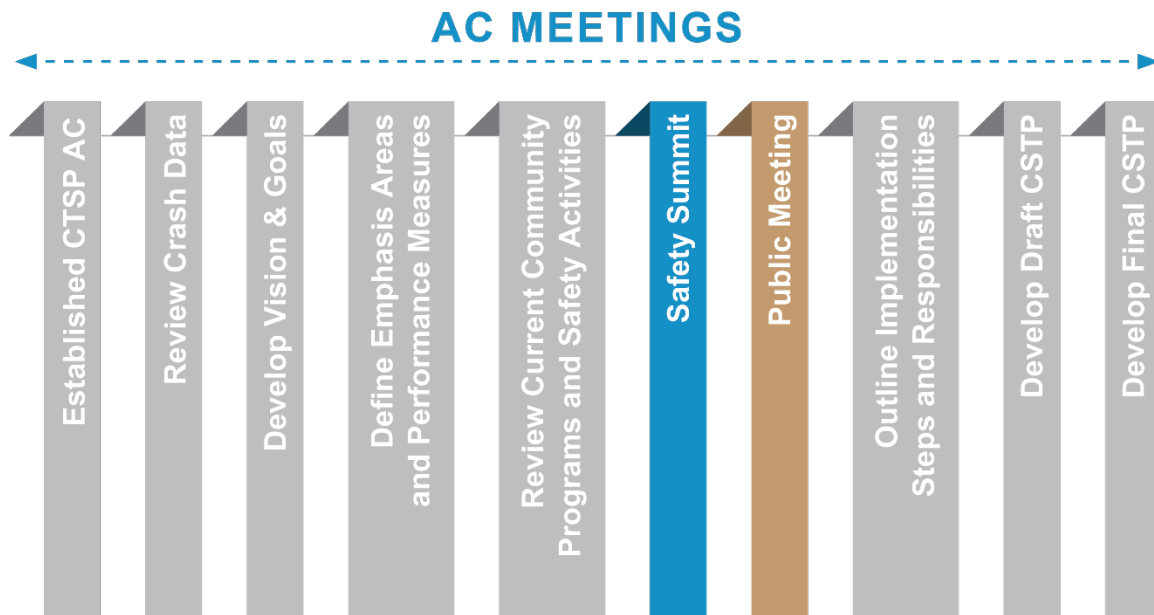 AC MEETINGS
Established CTSP AC
Review Crash Data
Develop Vision & Goals
Define Emphasis Areas
and Performance Measures
Review Current Community
Programs and Safety Activities
Safety Summit
Public Meeting
Outline Implementation
Steps and Responsibilities
Develop Draft CSTP
Develop Final CSTP